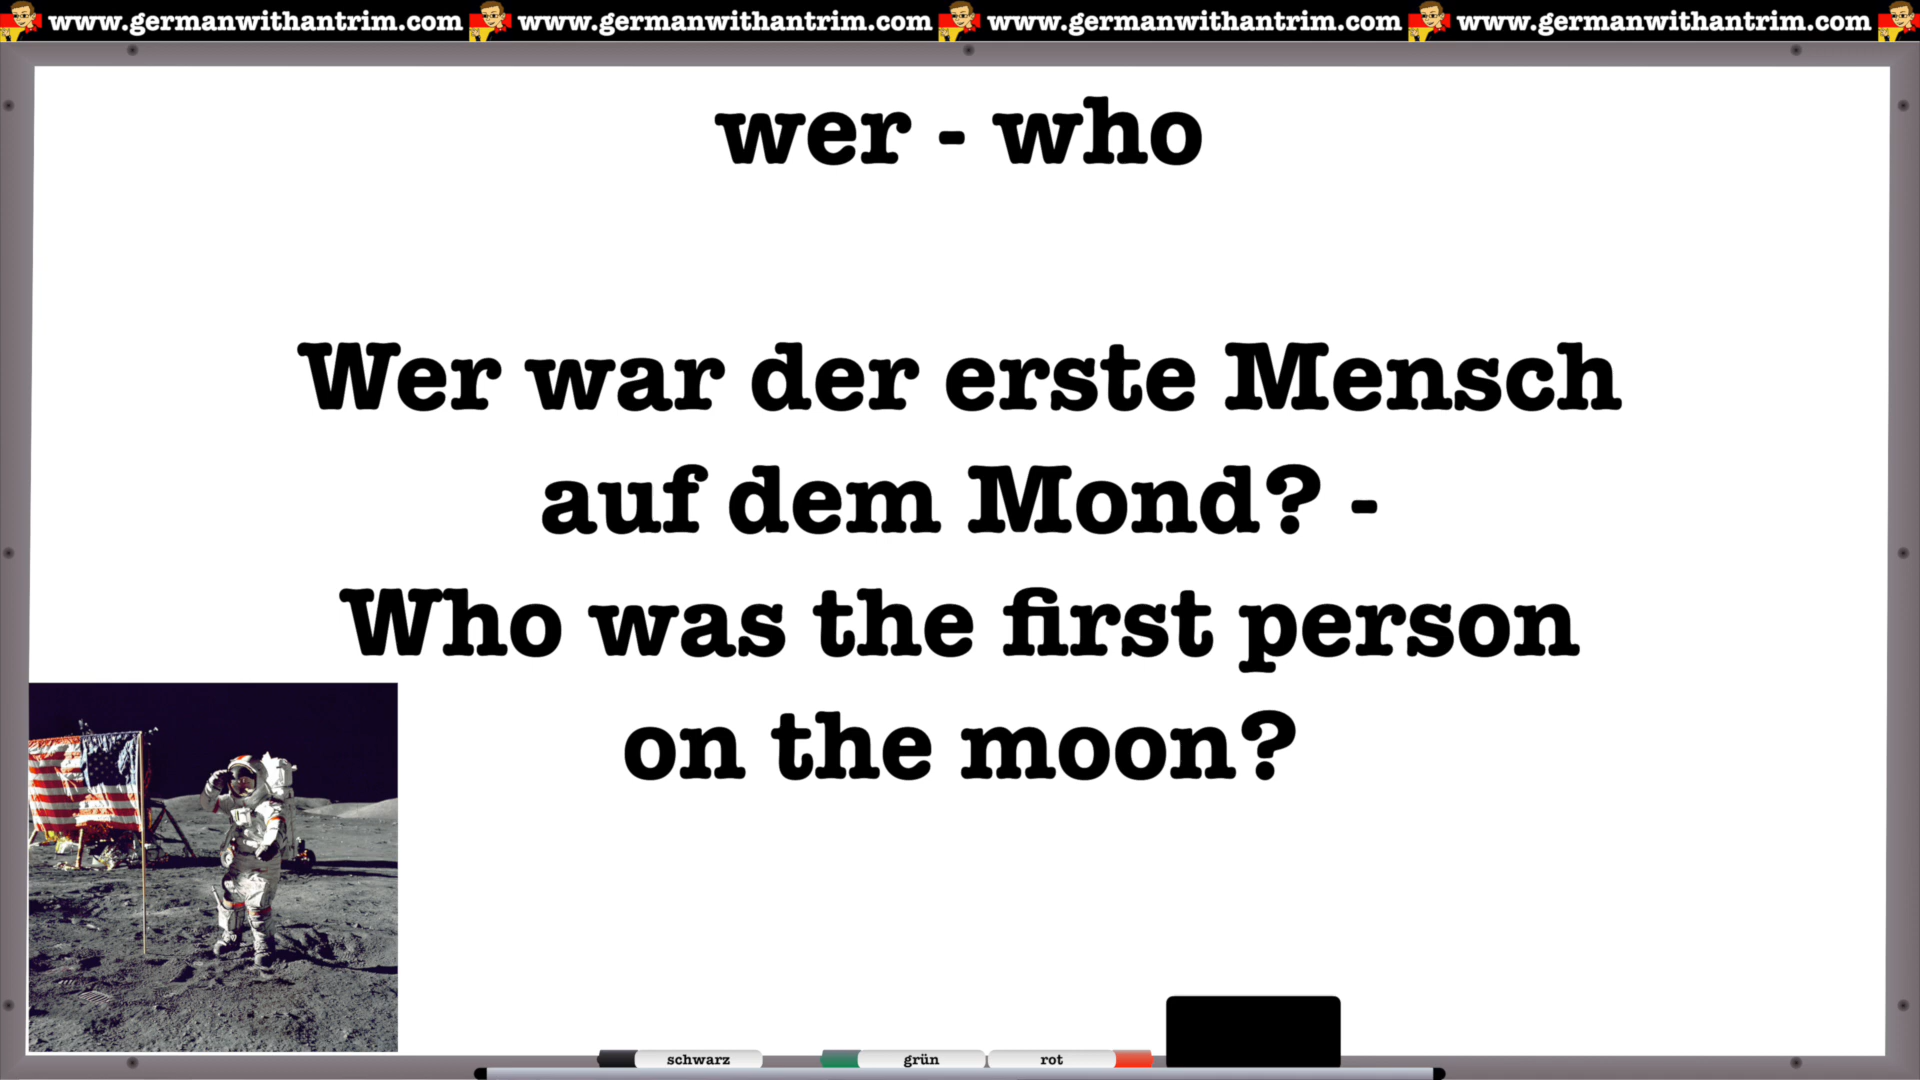 www.germanwithantrim.com www.germanwithantrim.com www.germanwithantrim.com www.germanwithantrim.com
wer - who
Wer war der erste Mensch
auf dem Mond? -
Who was the first person
on the moon?
schwarz grün rot